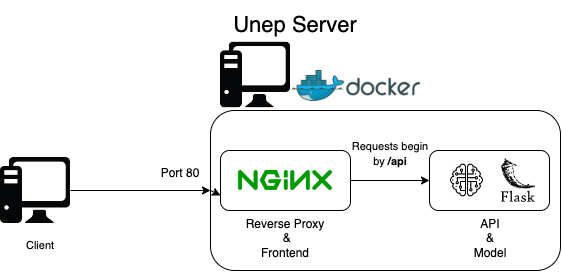 Unep Server
docker
Port 80
Requests begin
by /api
NGiNX
Flask
Client
Reverse Proxy
&
Frontend
API
&
Model